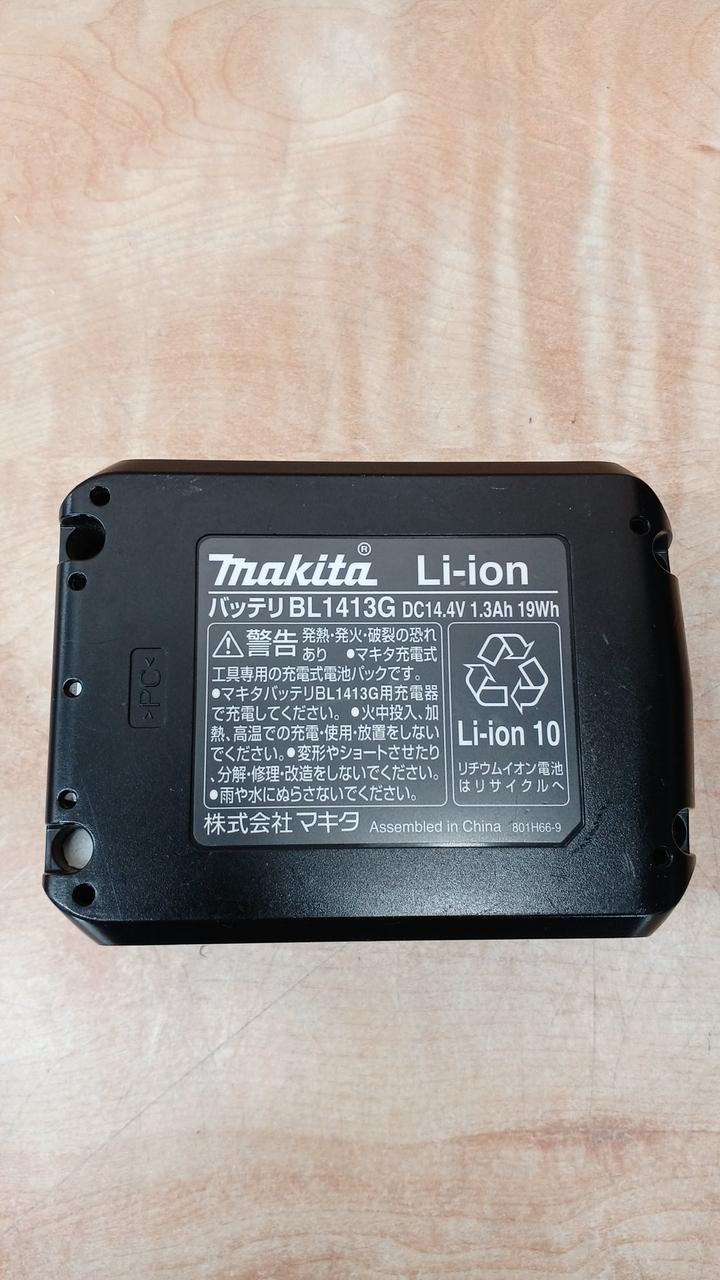 makita® Li-ion
バッテリ BL1413G DC14.4V 1.3Ah 19Wh
警告 発熱・発火・破裂の恐れ
あり ●マキタ充電式
工具専用の充電式電池パックです。
●マキタバッテリBL1413G用充電器
で充電してください。●火中投入、加
熱、高温での充電・使用・放置をしない
でください。●変形やショートさせたり
、分解・修理・改造をしないでください。
●雨や水にぬらさないでください。
Li-ion 10
リチウムイオン電池
はリサイクルへ
株式会社 マキタ Assembled in China 801H66-9
>PC<